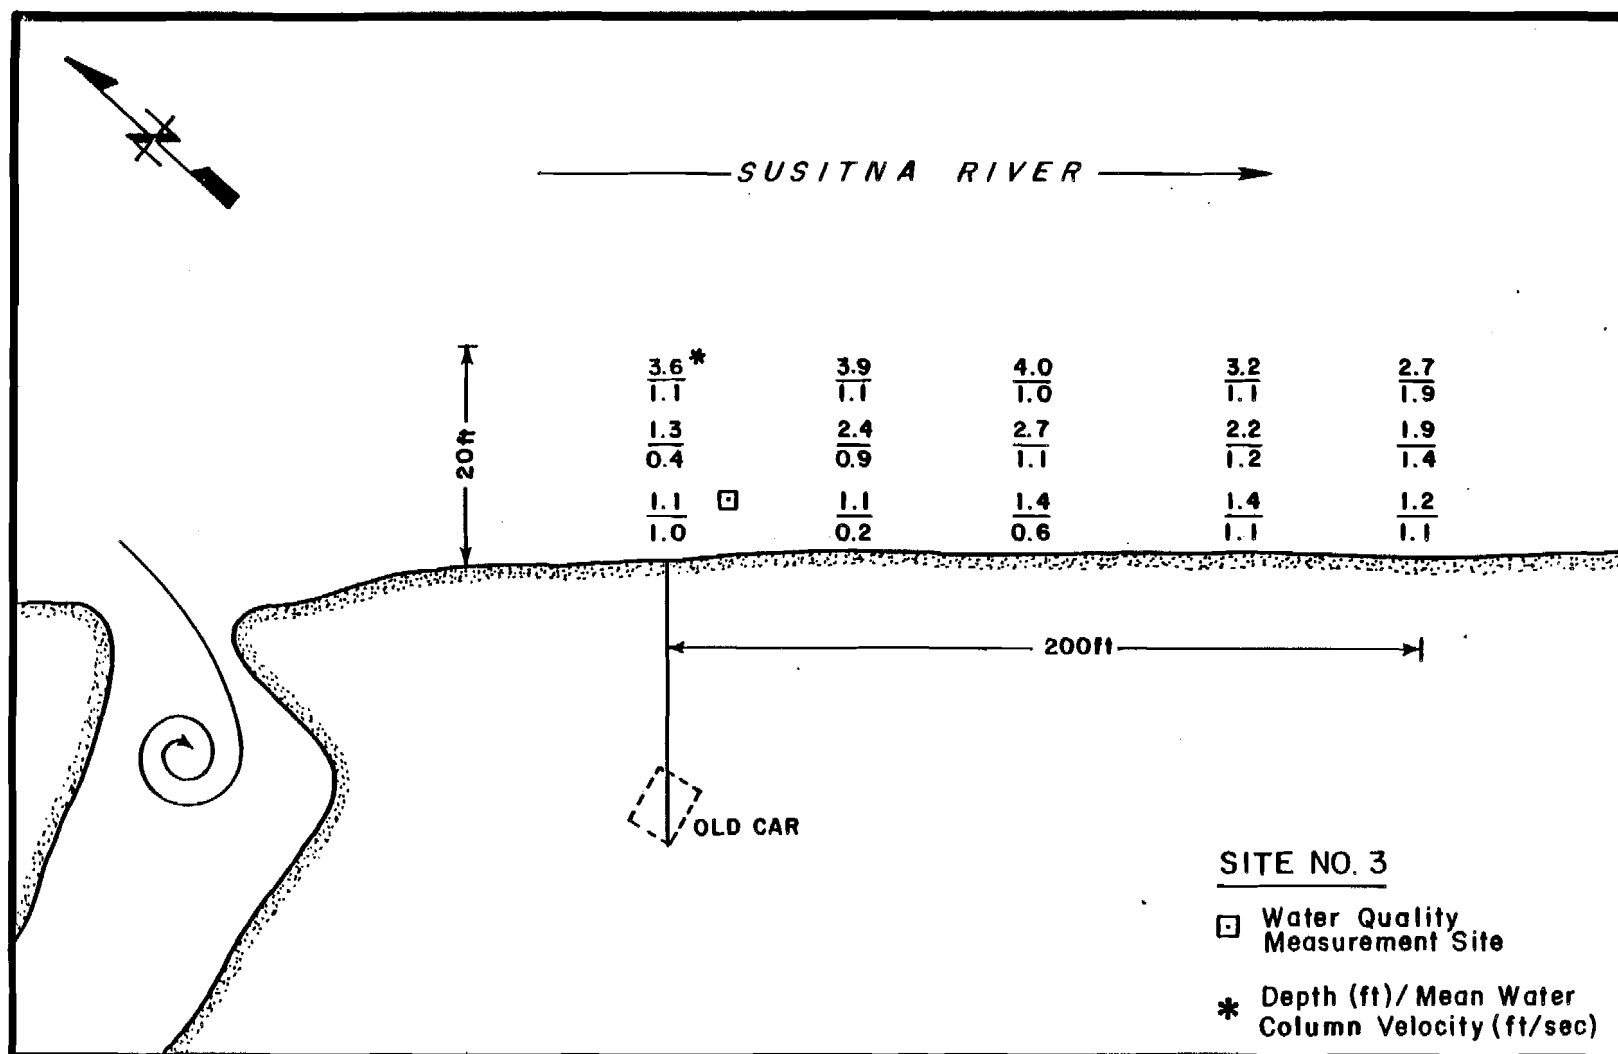 SUSITNA RIVER
20ft
3.6* 3.9 4.0 3.2 2.7
1.1 1.1 1.0 1.1 1.9
1.3 2.4 2.7 2.2 1.9
0.4 0.9 1.1 1.2 1.4
1.1 1.1 1.4 1.4 1.2
1.0 0.2 0.6 1.1 1.1
200ft
OLD CAR
SITE NO. 3
Water Quality
Measurement Site
* Depth (ft)/Mean Water
Column Velocity (ft/sec)